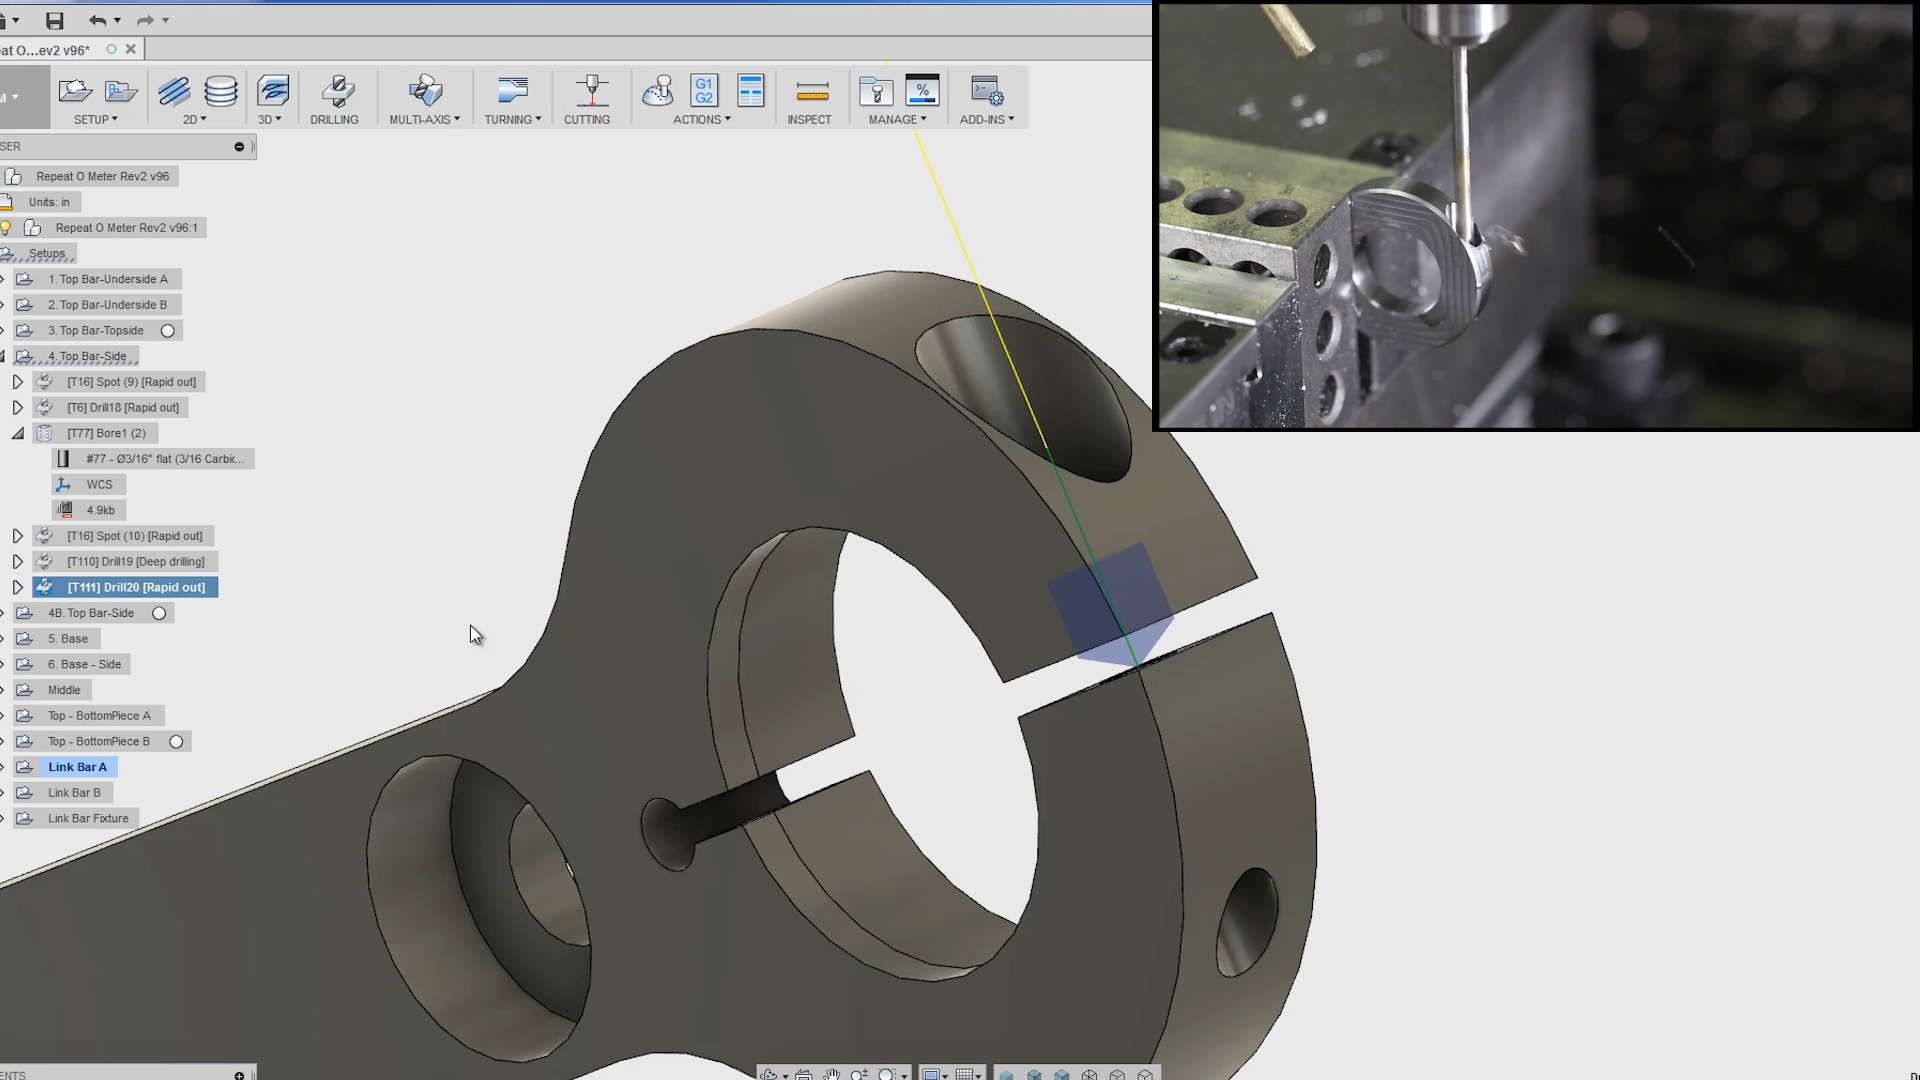 at O...ev2 v96*
M
SETUP
2D
3D
DRILLING
MULTI-AXIS
TURNING
CUTTING
G1
G2
ACTIONS
INSPECT
%
MANAGE
ADD-INS
SER
Repeat O Meter Rev2 v96
Units: in
Repeat O Meter Rev2 v96:1
Setups
1. Top Bar-Underside A
2. Top Bar-Underside B
3. Top Bar-Topside
4. Top Bar-Side
[T16] Spot (9) [Rapid out]
[T6] Drill18 [Rapid out]
[T77] Bore1 (2)
#77 - Ø3/16" flat (3/16 Carbi...
WCS
4.9kb
[T16] Spot (10) [Rapid out]
[T110] Drill19 [Deep drilling]
[T111] Drill20 [Rapid out]
4B. Top Bar-Side
5. Base
6. Base - Side
Middle
Top - BottomPiece A
Top - BottomPiece B
Link Bar A
Link Bar B
Link Bar Fixture
ENTS